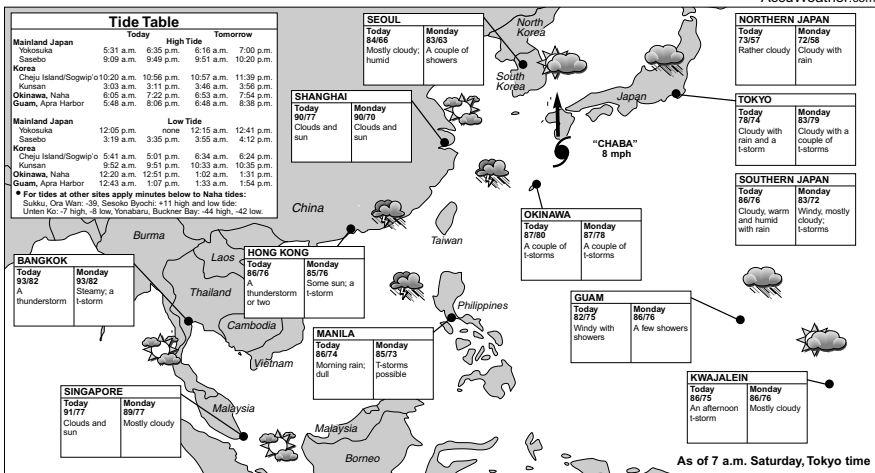 AccuWeather.com
Tide Table
Today Tomorrow
Mainland Japan High Tide
Yokosuka 5:31 a.m. 6:35 p.m. 6:16 a.m. 7:00 p.m.
Sasebo 9:09 a.m. 9:49 p.m. 9:51 a.m. 10:20 p.m.
Korea
Cheju Island/Sogwip'o 10:20 a.m. 10:56 p.m. 10:57 a.m. 11:39 p.m.
Kunsan 3:03 a.m. 3:11 p.m. 3:46 a.m. 3:56 p.m.
Okinawa, Naha 6:05 a.m. 7:22 p.m. 6:53 a.m. 7:54 p.m.
Guam, Apra Harbor 5:48 a.m. 8:06 p.m. 6:48 a.m. 8:38 p.m.
Mainland Japan Low Tide
Yokosuka 12:05 p.m. none 12:15 a.m. 12:41 p.m.
Sasebo 3:19 a.m. 3:35 p.m. 3:55 a.m. 4:12 p.m.
Korea
Cheju Island/Sogwip'o 5:41 a.m. 5:01 p.m. 6:34 a.m. 6:24 p.m.
Kunsan 9:52 a.m. 9:51 p.m. 10:33 a.m. 10:35 p.m.
Okinawa, Naha 12:20 a.m. 12:51 p.m. 1:02 a.m. 1:31 p.m.
Guam, Apra Harbor 12:43 a.m. 1:07 p.m. 1:33 a.m. 1:54 p.m.
• For tides at other sites apply minutes below to Naha tides:
Sukku, Ora Wan: -39, Sesoko Byochi: +11 high and low tide:
Unten Ko: -7 high, -8 low, Yonabaru, Buckner Bay: -44 high, -42 low.
SEOUL
Today Monday
84/66 83/63
Mostly cloudy; A couple of
humid showers
North
Korea
South
Korea
Japan
NORTHERN JAPAN
Today Monday
73/57 72/58
Rather cloudy Cloudy with
rain
SHANGHAI
Today Monday
90/77 90/70
Clouds and Clouds and
sun sun
TOKYO
Today Monday
78/74 83/79
Cloudy with Cloudy with a
rain and a couple of
t-storm t-storms
"CHABA"
8 mph
SOUTHERN JAPAN
Today Monday
86/76 83/72
Cloudy, warm Windy, mostly
and humid cloudy;
with rain t-storms
China
Taiwan
OKINAWA
Today Monday
87/80 87/78
A couple of A couple of
t-storms t-storms
Burma
Laos
Thailand
Cambodia
Vietnam
BANGKOK
Today Monday
93/82 93/82
A Steamy; a
thunderstorm t-storm
HONG KONG
Today Monday
86/76 85/76
A Some sun; a
thunderstorm t-storm
or two
Philippines
GUAM
Today Monday
82/75 86/76
Windy with A few showers
showers
MANILA
Today Monday
86/74 85/73
Morning rain; T-storms
dull possible
SINGAPORE
Today Monday
91/77 89/77
Clouds and Mostly cloudy
sun
Malaysia
Malaysia
Borneo
KWAJALEIN
Today Monday
86/75 86/76
An afternoon Mostly cloudy
t-storm
As of 7 a.m. Saturday, Tokyo time